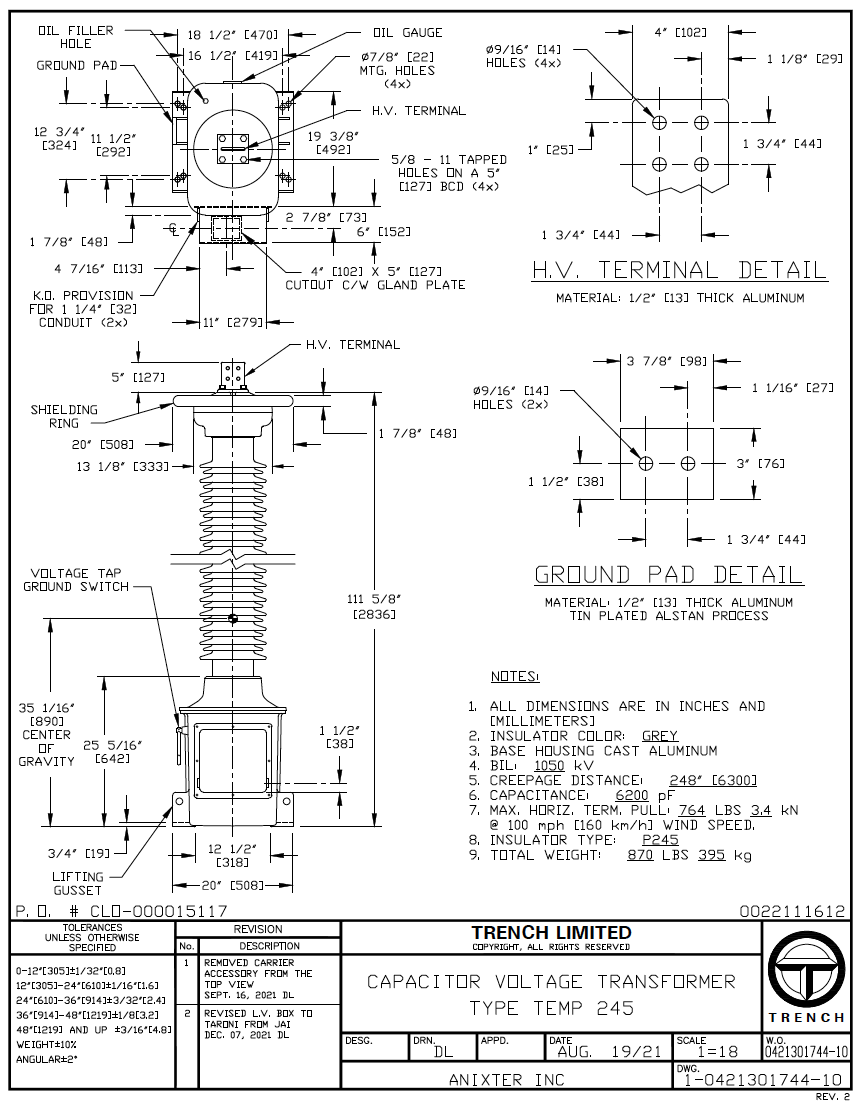 OIL FILLER
HOLE
GROUND PAD
18 1/2" [470]
16 1/2" [419]
OIL GAUGE
Ø7/8" [22]
MTG. HOLES
(4x)
H.V. TERMINAL
12 3/4"
[324]
11 1/2"
[292]
19 3/8"
[492]
5/8 - 11 TAPPED
HOLES ON A 5"
[127] BCD (4x)
2 7/8" [73]
6" [152]
1 7/8" [48]
4 7/16" [113]
4" [102] X 5" [127]
CUTOUT C/W GLAND PLATE
K.O. PROVISION
FOR 1 1/4" [32]
CONDUIT (2x)
11" [279]
Ø9/16" [14]
HOLES (4x)
4" [102]
1 1/8" [29]
1" [25]
1 3/4" [44]
1 3/4" [44]
H.V. TERMINAL DETAIL
MATERIAL: 1/2" [13] THICK ALUMINUM
H.V. TERMINAL
5" [127]
SHIELDING
RING
20" [508]
1 7/8" [48]
13 1/8" [333]
VOLTAGE TAP
GROUND SWITCH
111 5/8"
[2836]
35 1/16"
[890]
CENTER
OF
GRAVITY
25 5/16"
[642]
1 1/2"
[38]
3/4" [19]
12 1/2"
[318]
LIFTING
GUSSET
20" [508]
3 7/8" [98]
Ø9/16" [14]
HOLES (2x)
1 1/16" [27]
1 1/2" [38]
3" [76]
1 3/4" [44]
GROUND PAD DETAIL
MATERIAL: 1/2" [13] THICK ALUMINUM
TIN PLATED ALSTAN PROCESS
NOTES:
1. ALL DIMENSIONS ARE IN INCHES AND
[MILLIMETERS]
2. INSULATOR COLOR: GREY
3. BASE HOUSING CAST ALUMINUM
4. BIL: 1050 kV
5. CREEPAGE DISTANCE: 248" [6300]
6. CAPACITANCE: 6200 pF
7. MAX. HORIZ. TERM. PULL: 764 LBS 3.4 kN
@ 100 mph [160 km/h] WIND SPEED.
8. INSULATOR TYPE: P245
9. TOTAL WEIGHT: 870 LBS 395 kg
P. O. # CLO-000015117
0022111612
TOLERANCES
UNLESS OTHERWISE
SPECIFIED
0-12"[305]±1/32"[0.8]
12"[305]-24"[610]±1/16"[1.6]
24"[610]-36"[914]±3/32"[2.4]
36"[914]-48"[1219]±1/8[3.2]
48"[1219] AND UP ±3/16"[4.8]
WEIGHT±10%
ANGULAR±2°
REVISION
No. DESCRIPTION
1 REMOVED CARRIER
ACCESSORY FROM THE
TOP VIEW
SEPT. 16, 2021 DL
2 REVISED L.V. BOX TO
TARONI FROM JAI
DEC. 07, 2021 DL
TRENCH LIMITED
COPYRIGHT, ALL RIGHTS RESERVED
CAPACITOR VOLTAGE TRANSFORMER
TYPE TEMP 245
TRENCH
DESG.
DRN.
DL
APPD.
DATE
AUG. 19/21
SCALE
1=18
W.O.
0421301744-10
ANIXTER INC
DWG.
1-0421301744-10
REV. 2